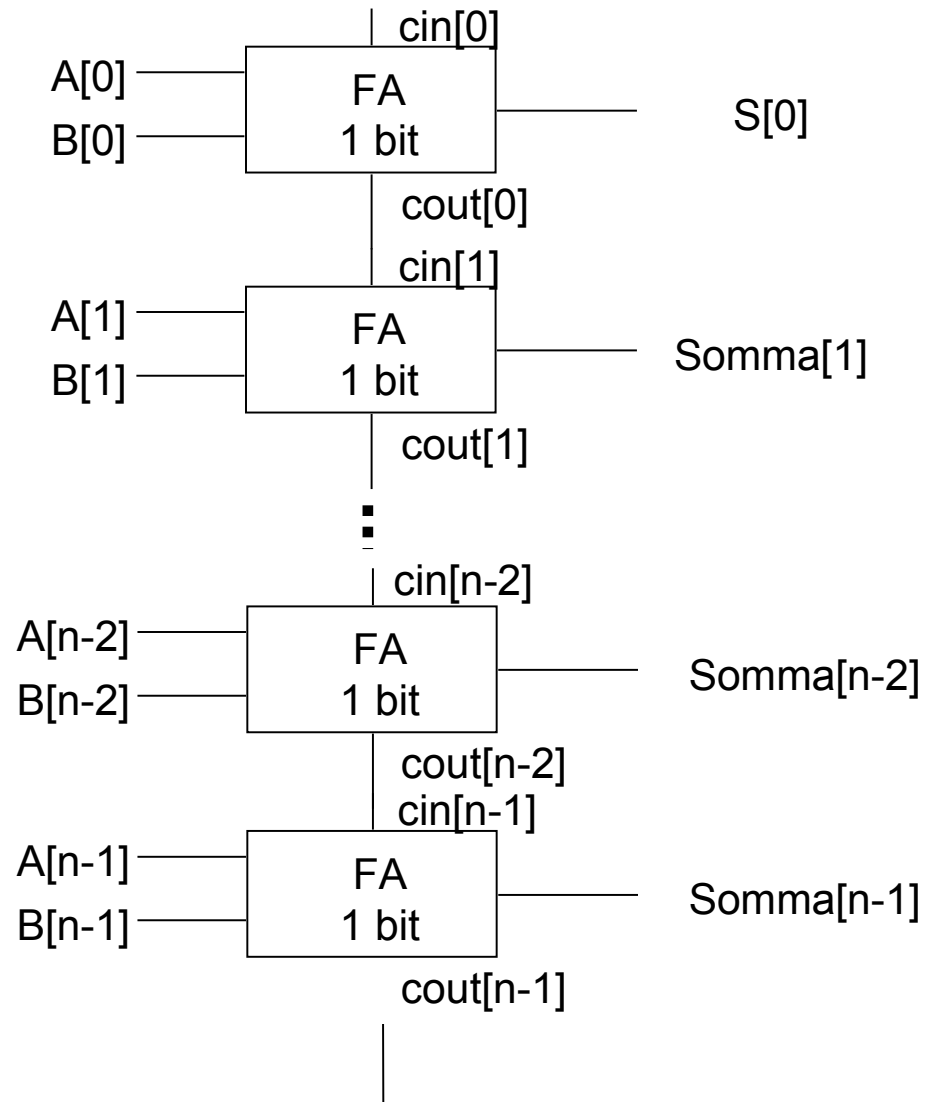 cin[0]
A[0]
B[0]
FA
1 bit
S[0]
cout[0]
cin[1]
A[1]
B[1]
FA
1 bit
Somma[1]
cout[1]
cin[n-2]
A[n-2]
B[n-2]
FA
1 bit
Somma[n-2]
cout[n-2]
cin[n-1]
A[n-1]
B[n-1]
FA
1 bit
Somma[n-1]
cout[n-1]